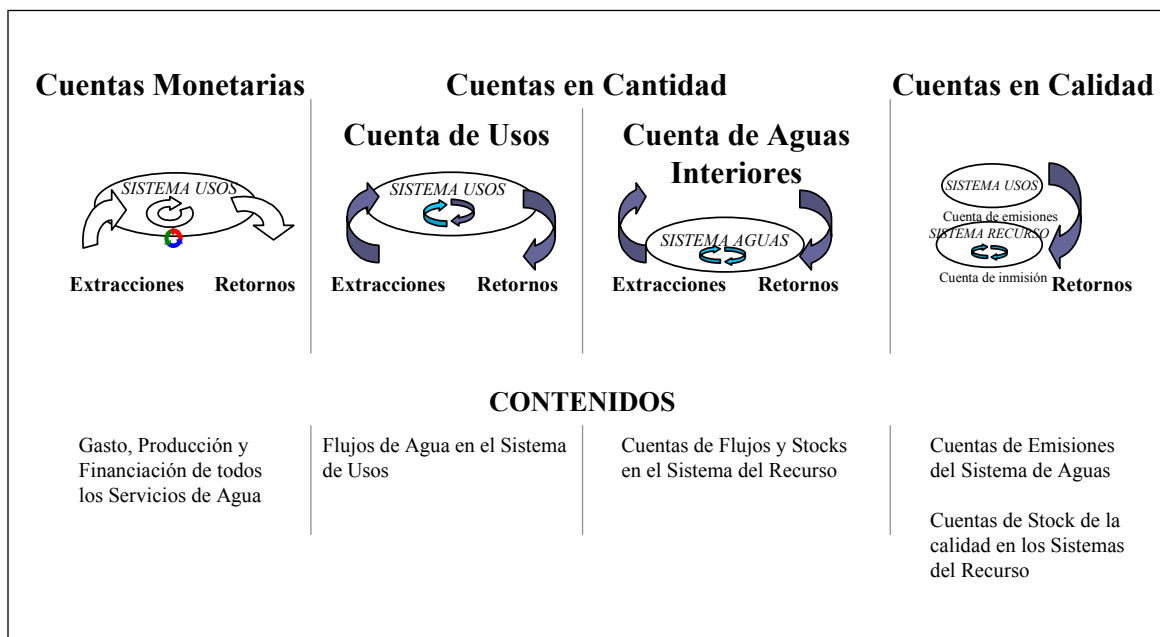 Cuentas Monetarias
Cuentas en Cantidad
Cuentas en Calidad
Cuenta de Usos
Cuenta de Aguas
Interiores
SISTEMA USOS
Extracciones
Retornos
SISTEMA USOS
Extracciones
Retornos
SISTEMA AGUAS
Extracciones
Retornos
SISTEMA USOS
Cuenta de emisiones
SISTEMA RECURSO
Cuenta de inmisión
Retornos
CONTENIDOS
Gasto, Producción y
Financiación de todos
los Servicios de Agua
Flujos de Agua en el Sistema
de Usos
Cuentas de Flujos y Stocks
en el Sistema del Recurso
Cuentas de Emisiones
del Sistema de Aguas
Cuentas de Stock de la
calidad en los Sistemas
del Recurso